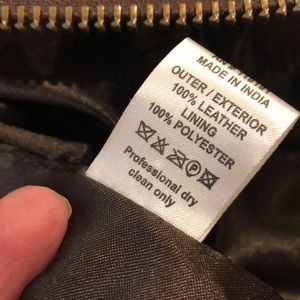 MADE IN INDIA
OUTER / EXTERIOR
100% LEATHER
LINING
100% POLYESTER
P
Professional dry
clean only